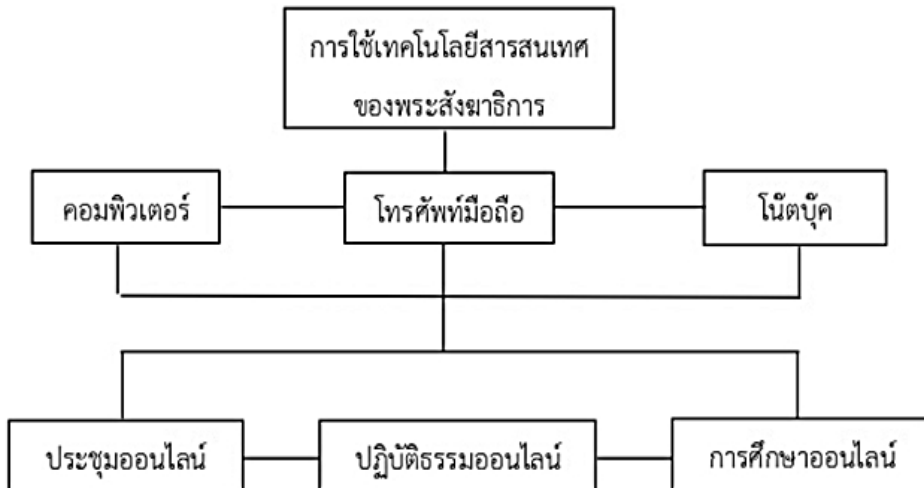 การใช้เทคโนโลยีสารสนเทศ
ของพระสังฆาธิการ
คอมพิวเตอร์
โทรศัพท์มือถือ
โน๊ตบุ๊ค
ประชุมออนไลน์
ปฏิบัติธรรมออนไลน์
การศึกษาออนไลน์